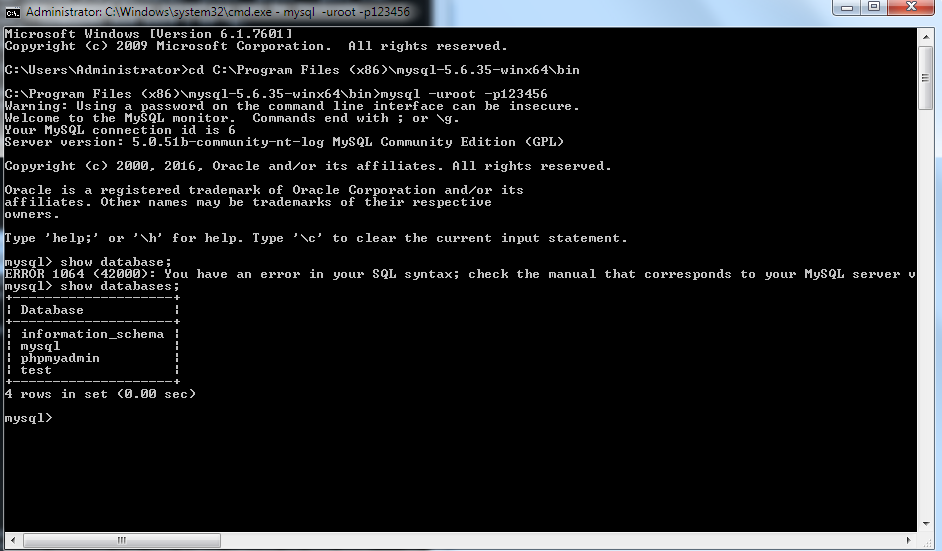 Administrator: C:\Windows\system32\cmd.exe - mysql -uroot -p123456
Microsoft Windows [Version 6.1.7601]
Copyright (c) 2009 Microsoft Corporation.  All rights reserved.
C:\Users\Administrator>cd C:\Program Files (x86)\mysql-5.6.35-winx64\bin
C:\Program Files (x86)\mysql-5.6.35-winx64\bin>mysql -uroot -p123456
Warning: Using a password on the command line interface can be insecure.
Welcome to the MySQL monitor.  Commands end with ; or \g.
Your MySQL connection id is 6
Server version: 5.0.51b-community-nt-log MySQL Community Edition (GPL)
Copyright (c) 2000, 2016, Oracle and/or its affiliates. All rights reserved.
Oracle is a registered trademark of Oracle Corporation and/or its
affiliates. Other names may be trademarks of their respective
owners.
Type 'help;' or '\h' for help. Type '\c' to clear the current input statement.
mysql> show database;
ERROR 1064 (42000): You have an error in your SQL syntax; check the manual that corresponds to your MySQL server v
mysql> show databases;
+--------------------+
| Database           |
+--------------------+
| information_schema |
| mysql              |
| phpmyadmin         |
| test               |
+--------------------+
4 rows in set (0.00 sec)
mysql>